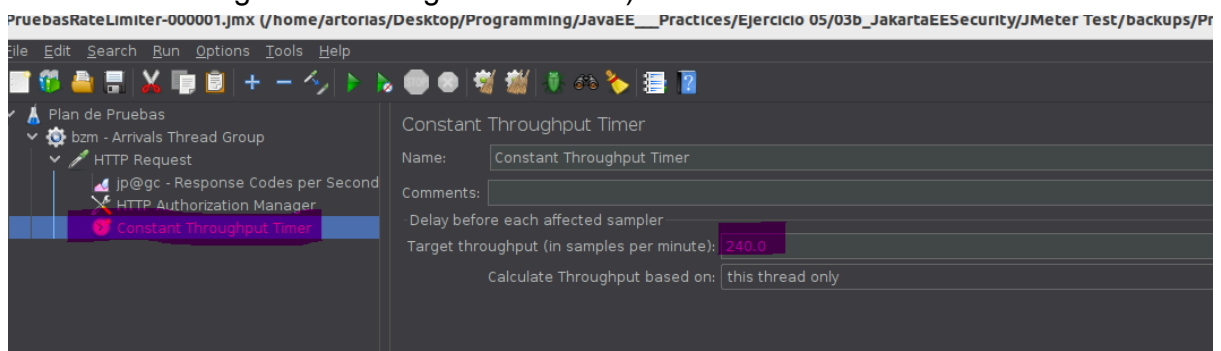 PruebasRateLimiter-000001.jmx (/home/artorias/Desktop/Programming/JavaEE___Practices/Ejercicio 05/03b_JakartaEESecurity/JMeter Test/backups/Pr
File Edit Search Run Options Tools Help
Plan de Pruebas
bzm - Arrivals Thread Group
HTTP Request
jp@gc - Response Codes per Second
HTTP Authorization Manager
Constant Throughput Timer
Constant Throughput Timer
Name: Constant Throughput Timer
Comments:
Delay before each affected sampler
Target throughput (in samples per minute): 240.0
Calculate Throughput based on: this thread only